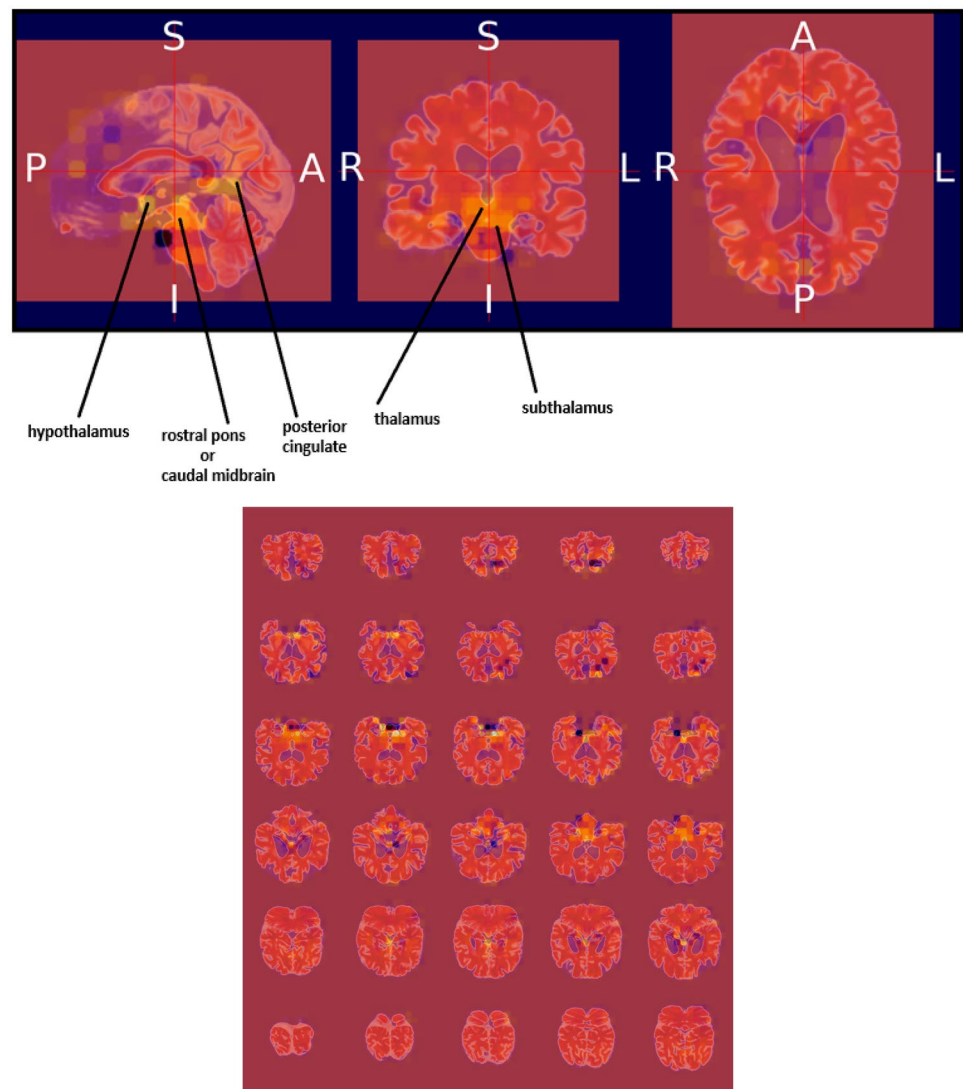 S
S
A
P
A
R
L
R
L
I
I
P
hypothalamus
rostral pons
or
caudal midbrain
posterior
cingulate
thalamus
subthalamus